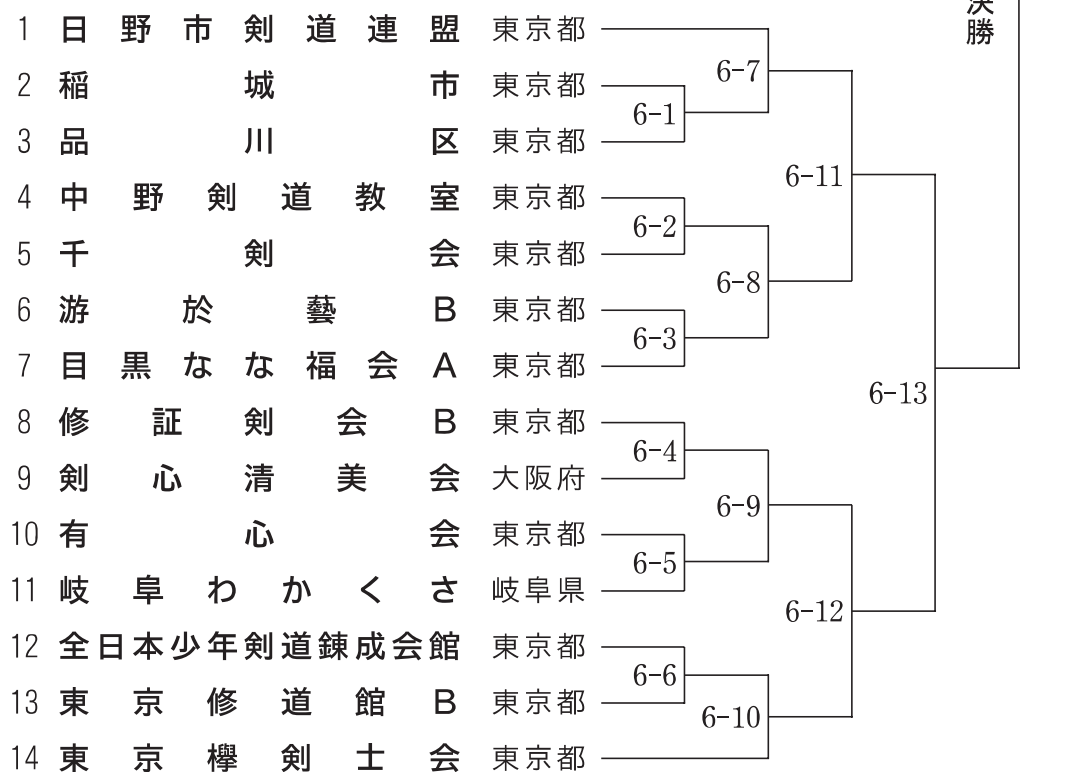 決勝
1 日野市剣道連盟 東京都
2 稲城市 東京都
3 品川区 東京都
4 中野剣道教室 東京都
5 千剣会 東京都
6 游於藝B 東京都
7 目黒なな福会A 東京都
8 修証剣会B 東京都
9 剣心清美会 大阪府
10 有心会 東京都
11 岐阜わかくさ 岐阜県
12 全日本少年剣道錬成会館 東京都
13 東京修道館B 東京都
14 東京欅剣士会 東京都
6-1
6-2
6-3
6-4
6-5
6-6
6-7
6-8
6-9
6-10
6-11
6-12
6-13